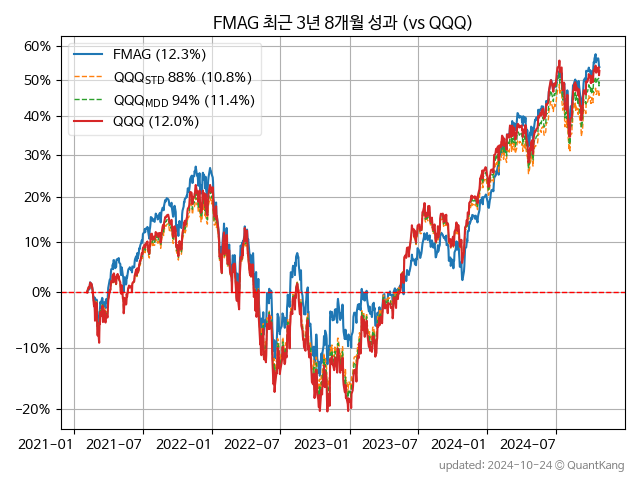 FMAG 최근 3년 8개월 성과 (vs QQQ)
FMAG (12.3%)
QQQSTD 88% (10.8%)
QQQMDD 94% (11.4%)
QQQ (12.0%)
60%
50%
40%
30%
20%
10%
0%
−10%
−20%
2021-01 2021-07 2022-01 2022-07 2023-01 2023-07 2024-01 2024-07
updated: 2024-10-24 © QuantKang